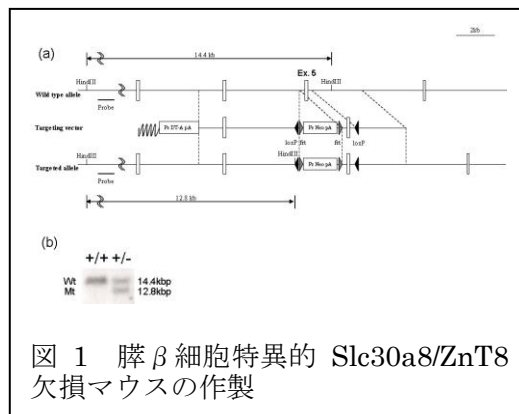 2kb
(a)
14.4 kb
HindIII Ex. 5 HindIII
Wild type allele
Probe
Pr DT-A pA Pr Neo pA
loxP frt frt loxP
HindIII
Targeted allele Pr Neo pA
Probe
12.8 kb
(b)
+/+ +/-
Wt 14.4kbp
Mt 12.8kbp
図 1 膵β細胞特異的 Slc30a8/ZnT8
欠損マウスの作製